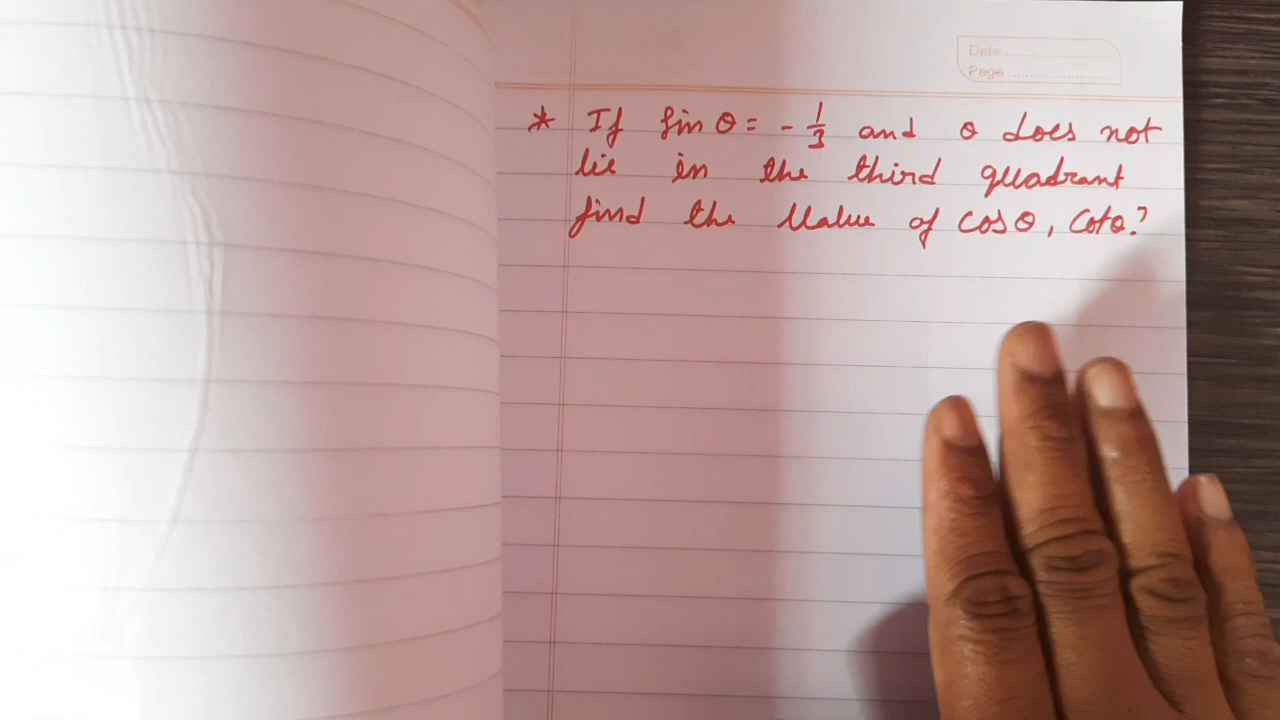 Date
Page
* If Sin θ = - 1/3 and θ does not
lie in the third quadrant
find the Value of cos θ, Cot θ?